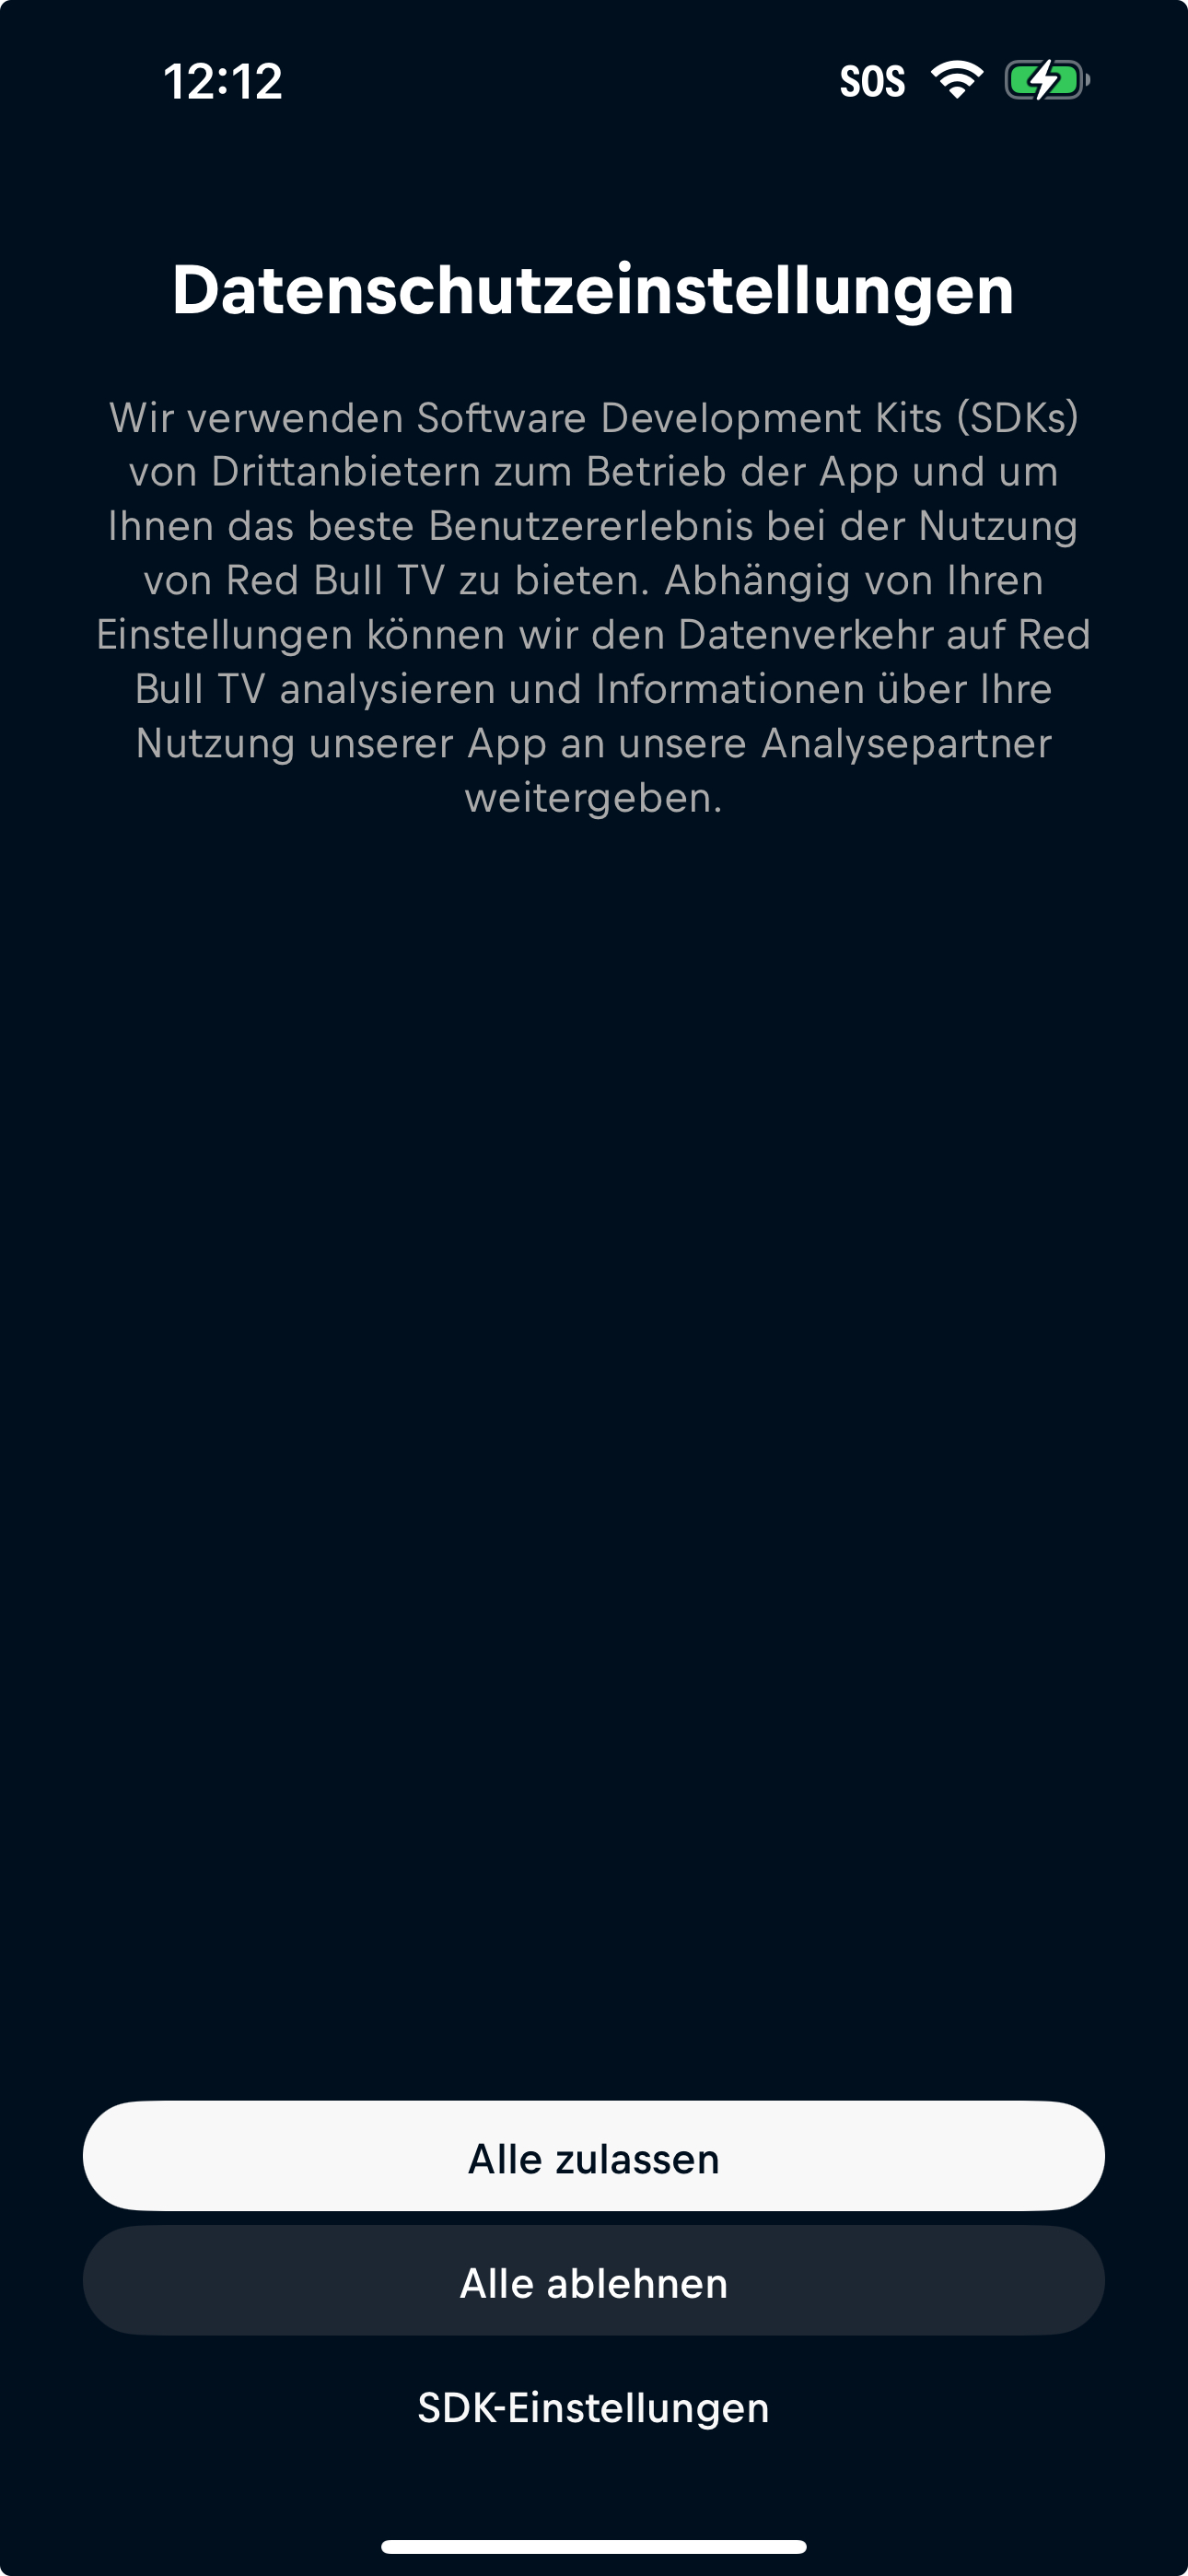 12:12
SOS
Datenschutzeinstellungen
Wir verwenden Software Development Kits (SDKs)
von Drittanbietern zum Betrieb der App und um
Ihnen das beste Benutzererlebnis bei der Nutzung
von Red Bull TV zu bieten. Abhängig von Ihren
Einstellungen können wir den Datenverkehr auf Red
Bull TV analysieren und Informationen über Ihre
Nutzung unserer App an unsere Analysepartner
weitergeben.
Alle zulassen
Alle ablehnen
SDK-Einstellungen